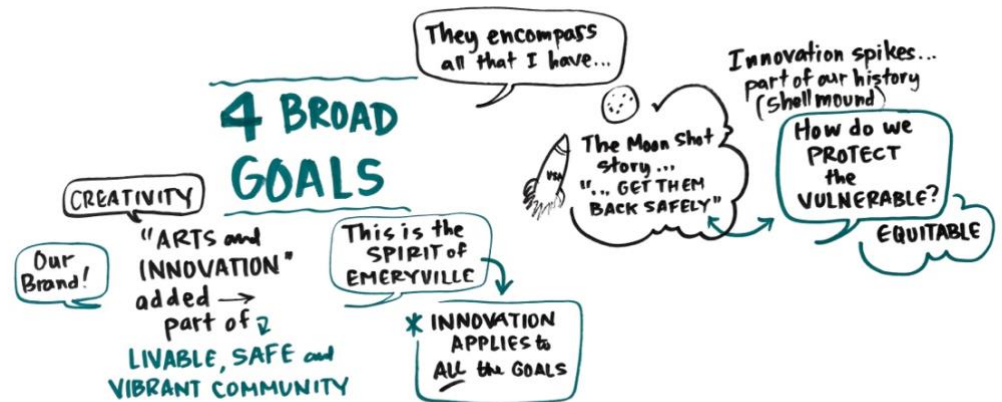 They encompass
all that I have...
4 BROAD
GOALS
CREATIVITY
Our
Brand!
"ARTS and
INNOVATION"
added →
part of
LIVABLE, SAFE and
VIBRANT COMMUNITY
This is the
SPIRIT of
EMERYVILLE
* INNOVATION
APPLIES to
ALL the GOALS
USA
The Moon Shot
Story...
"... GET THEM
BACK SAFELY"
Innovation spikes...
part of our history
(shellmound)
How do we
PROTECT
the
VULNERABLE?
EQUITABLE